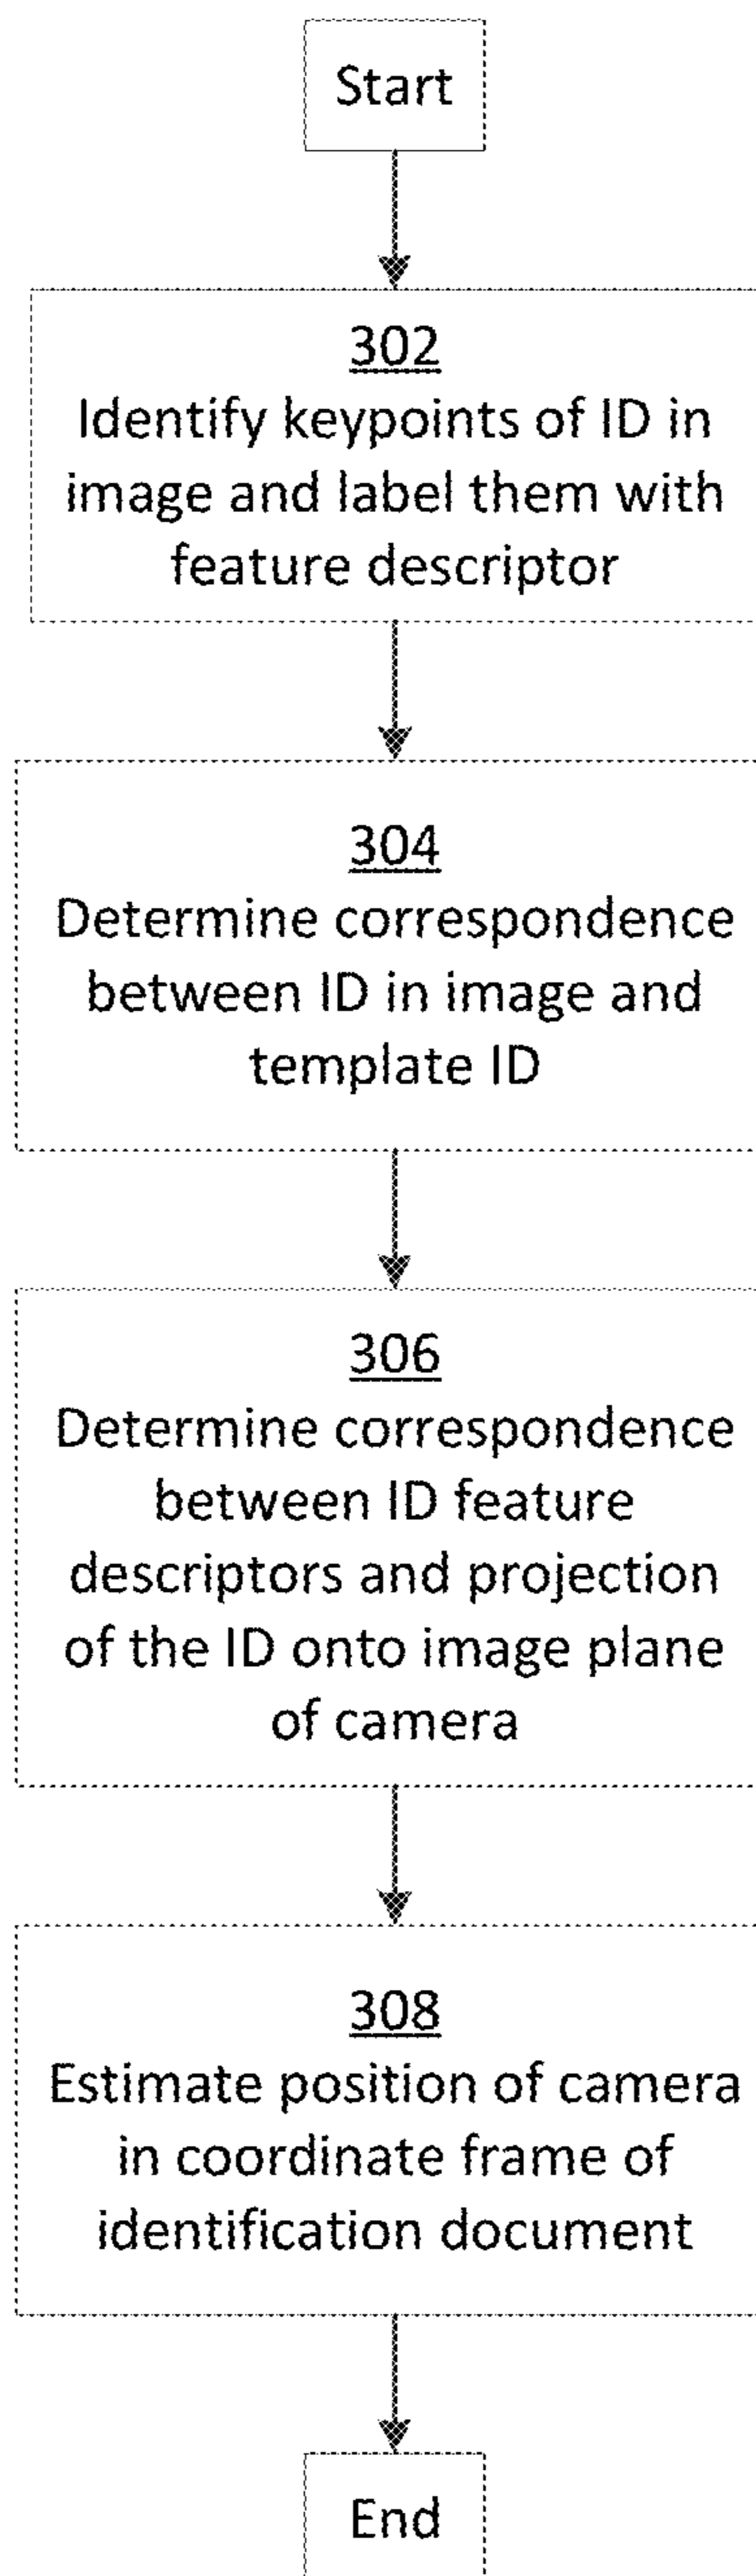 Start
302
Identify keypoints of ID in
image and label them with
feature descriptor
304
Determine correspondence
between ID in image and
template ID
306
Determine correspondence
between ID feature
descriptors and projection
of the ID onto image plane
of camera
308
Estimate position of camera
in coordinate frame of
identification document
End